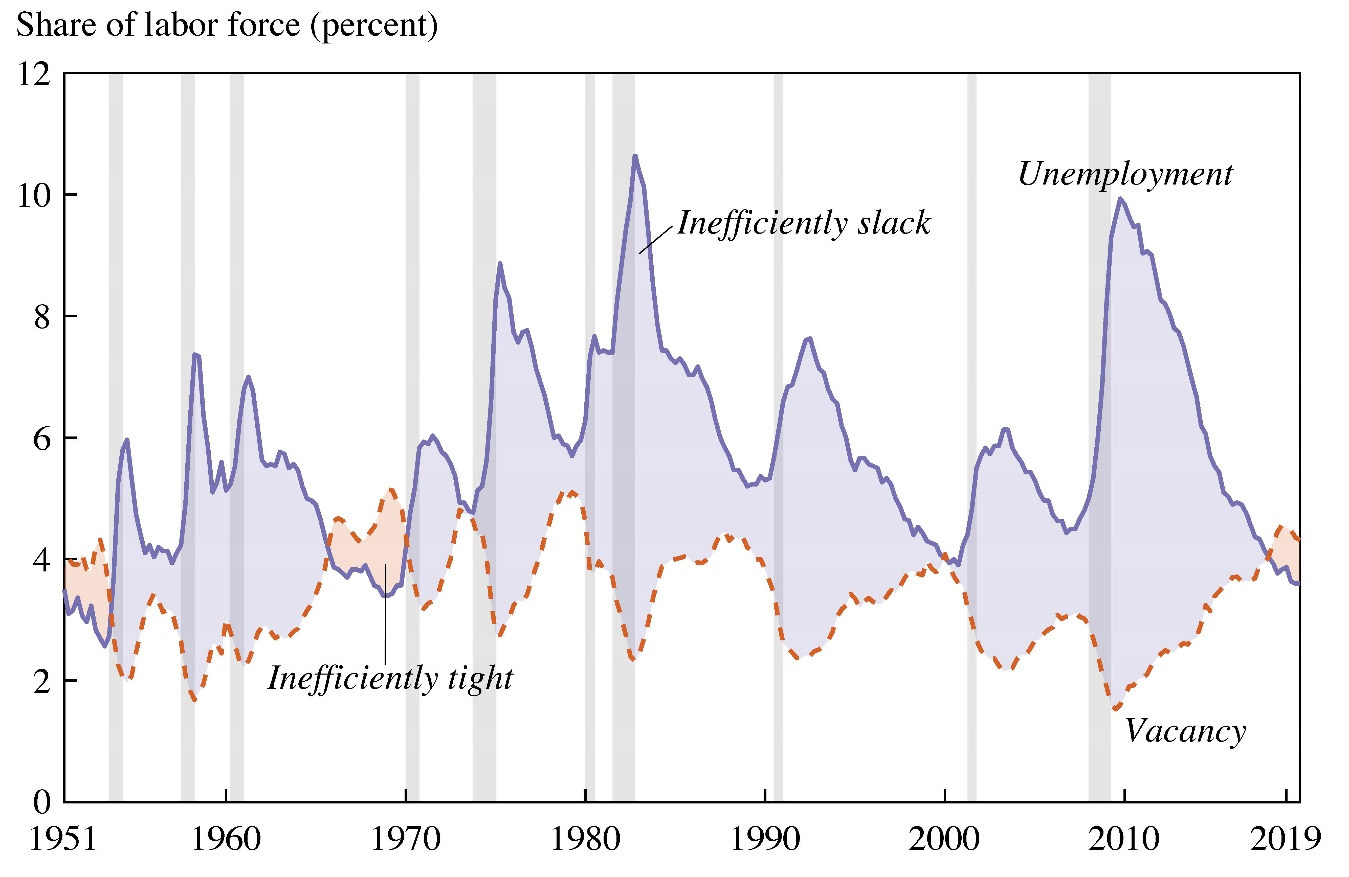 Share of labor force (percent)
12
10
8
6
4
2
0
Unemployment
Inefficiently slack
Inefficiently tight
Vacancy
1951 1960 1970 1980 1990 2000 2010 2019